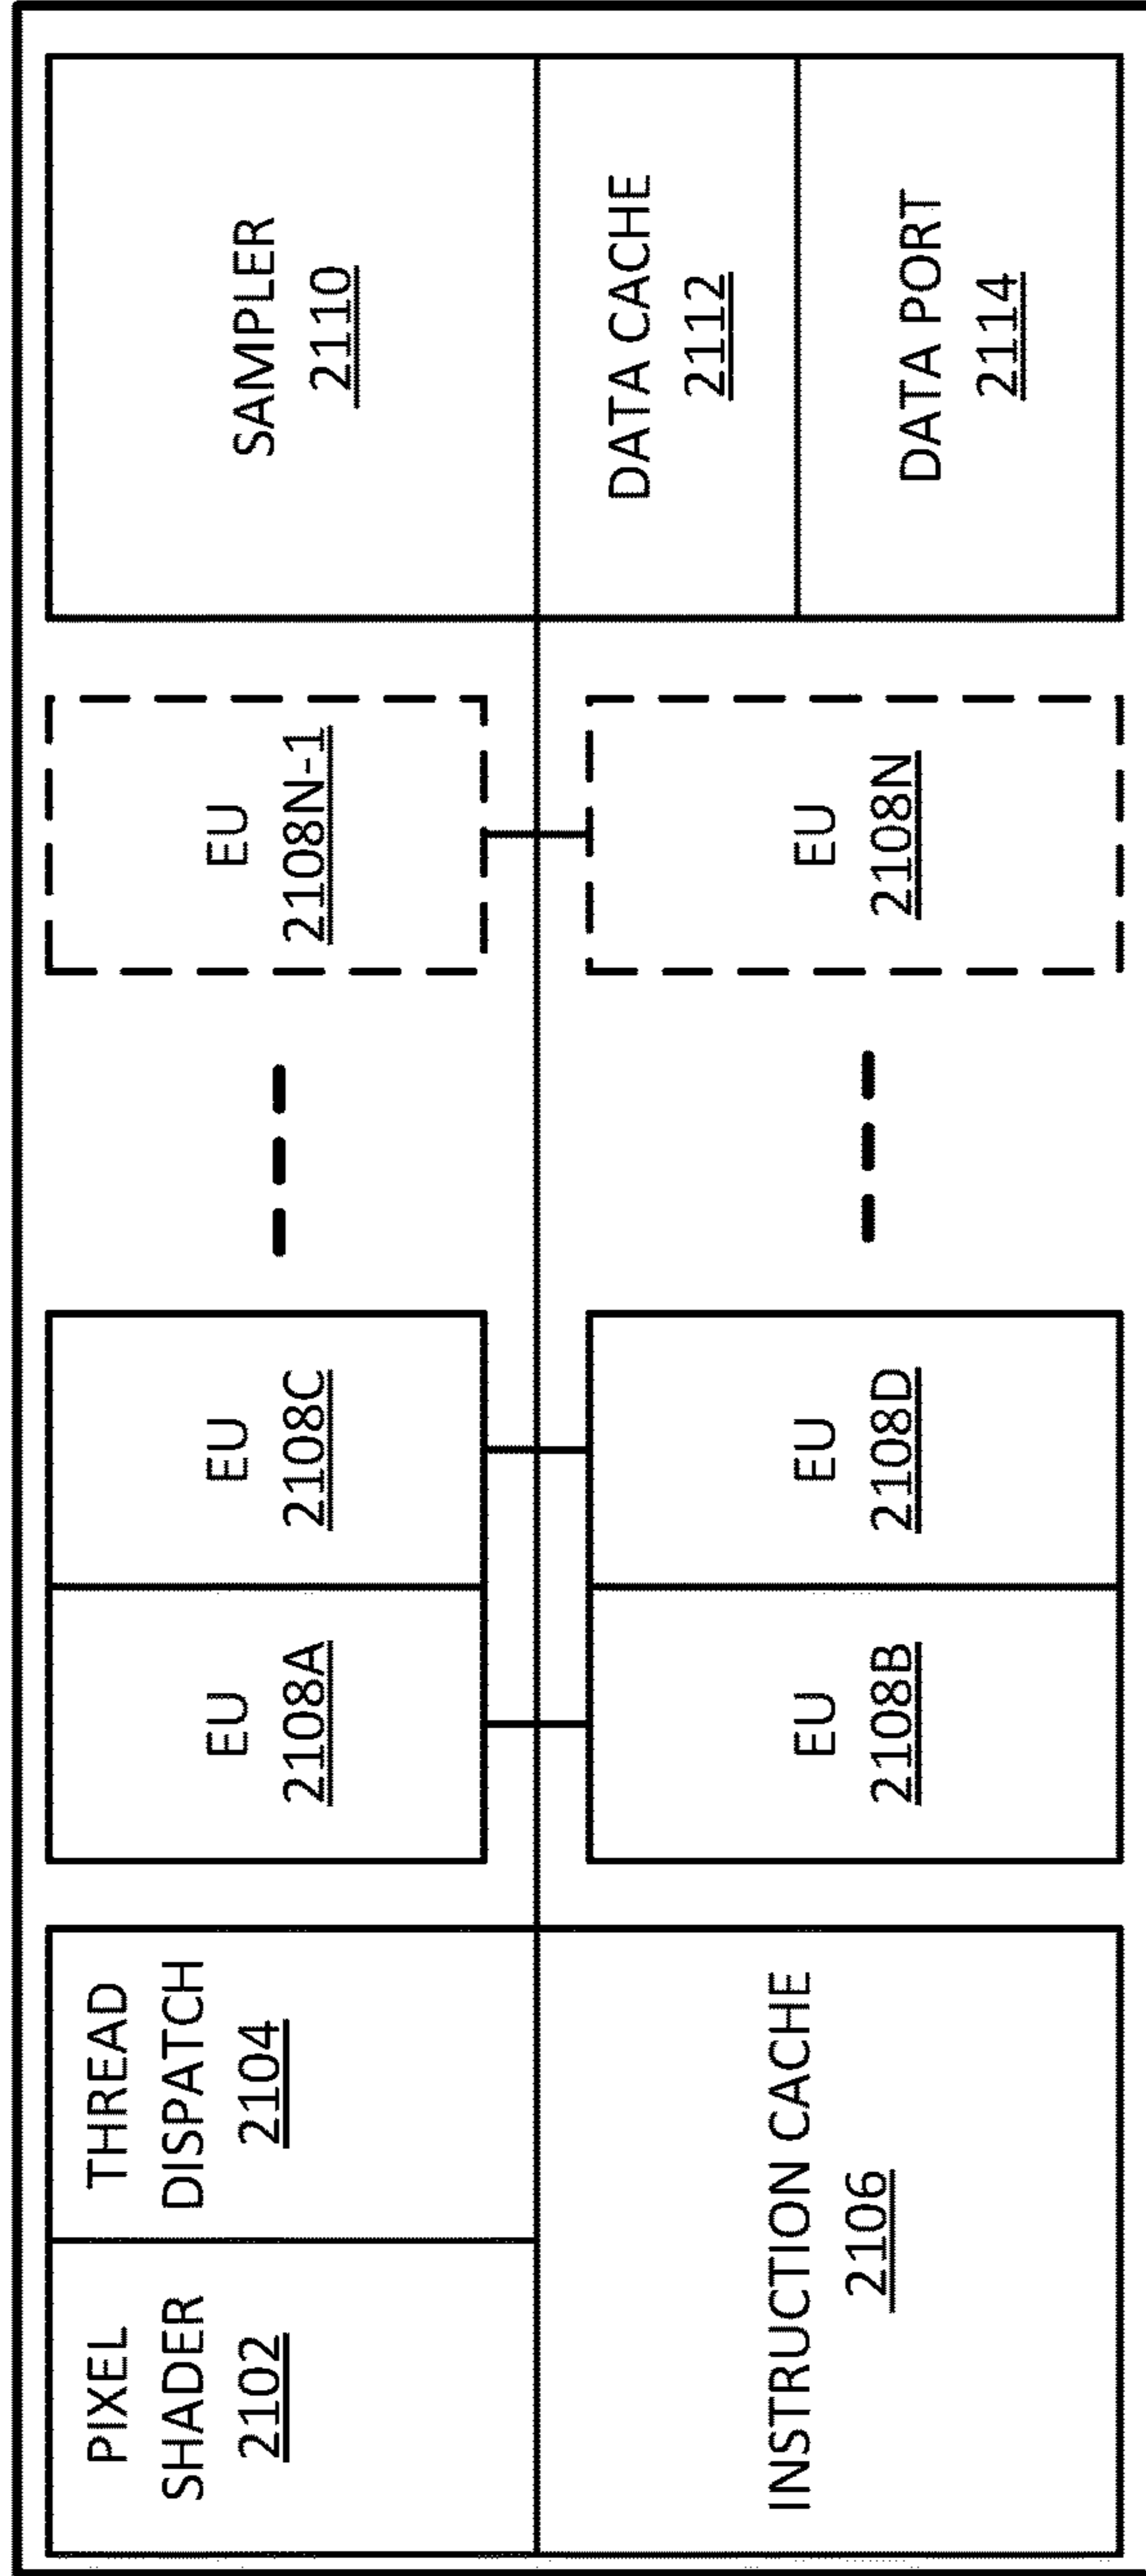 PIXEL
SHADER
2102
THREAD
DISPATCH
2104
INSTRUCTION CACHE
2106
EU
2108A
EU
2108C
EU
2108B
EU
2108D
EU
2108N-1
EU
2108N
SAMPLER
2110
DATA CACHE
2112
DATA PORT
2114